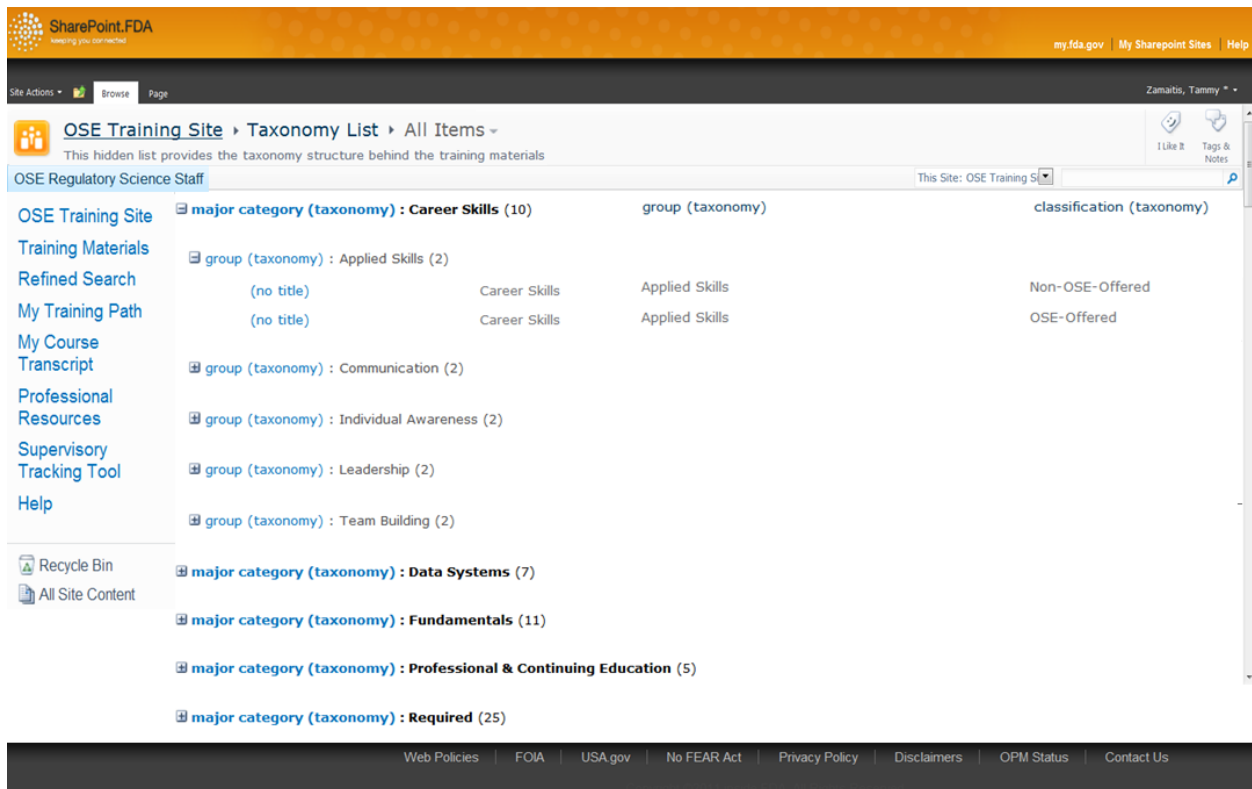 SharePoint.FDA
keeping you connected
my.fda.gov | My Sharepoint Sites | Help
Site Actions Browse Page
Zamaitis, Tammy *
OSE Training Site Taxonomy List All Items
This hidden list provides the taxonomy structure behind the training materials
I Like It
Tags & Notes
OSE Regulatory Science Staff
This Site: OSE Training Si
OSE Training Site
Training Materials
Refined Search
My Training Path
My Course
Transcript
Professional
Resources
Supervisory
Tracking Tool
Help
Recycle Bin
All Site Content
major category (taxonomy) : Career Skills (10) group (taxonomy) classification (taxonomy)
group (taxonomy) : Applied Skills (2)
(no title) Career Skills Applied Skills Non-OSE-Offered
(no title) Career Skills Applied Skills OSE-Offered
group (taxonomy) : Communication (2)
group (taxonomy) : Individual Awareness (2)
group (taxonomy) : Leadership (2)
group (taxonomy) : Team Building (2)
major category (taxonomy) : Data Systems (7)
major category (taxonomy) : Fundamentals (11)
major category (taxonomy) : Professional & Continuing Education (5)
major category (taxonomy) : Required (25)
Web Policies | FOIA | USA.gov | No FEAR Act | Privacy Policy | Disclaimers | OPM Status | Contact Us